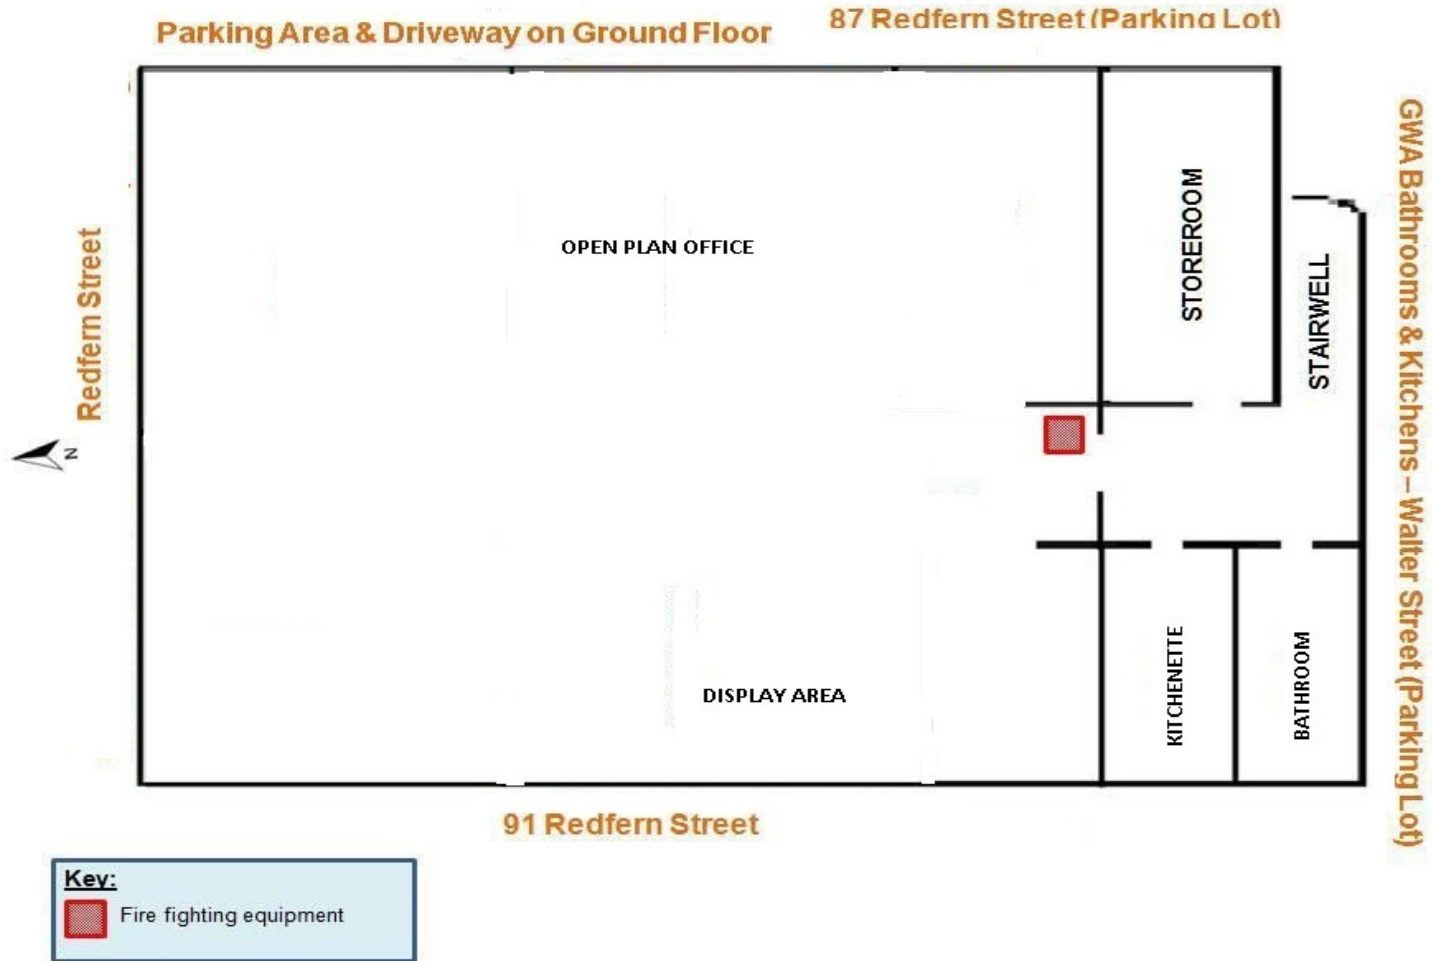 Parking Area & Driveway on Ground Floor
87 Redfern Street (Parking Lot)
Redfern Street
N
OPEN PLAN OFFICE
STOREROOM
STAIRWELL
GWA Bathrooms & Kitchens – Walter Street (Parking Lot)
DISPLAY AREA
KITCHENETTE
BATHROOM
91 Redfern Street
Key:
Fire fighting equipment